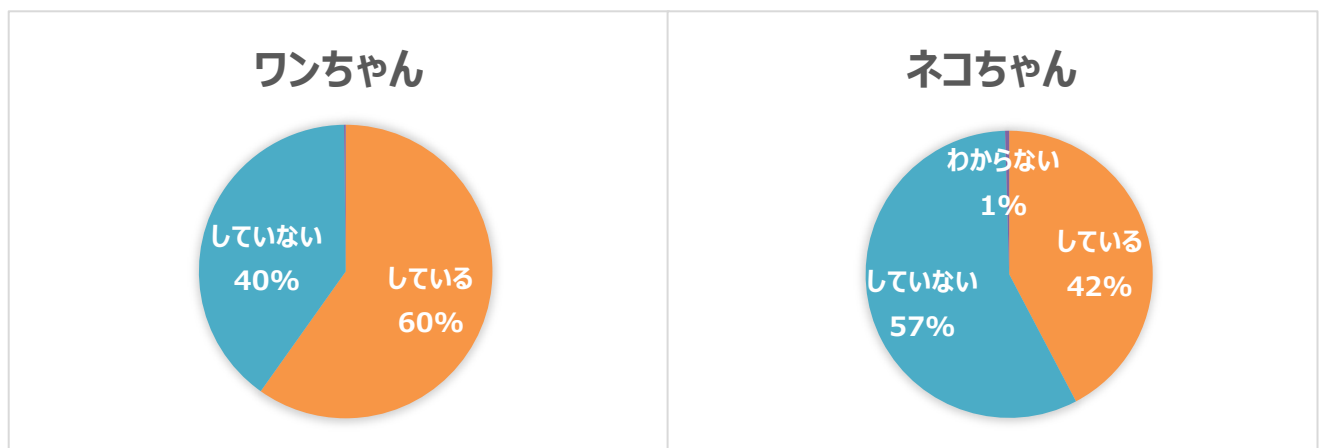 ワンちゃん
していない
40%
している
60%
ネコちゃん
わからない
1%
している
42%
していない
57%